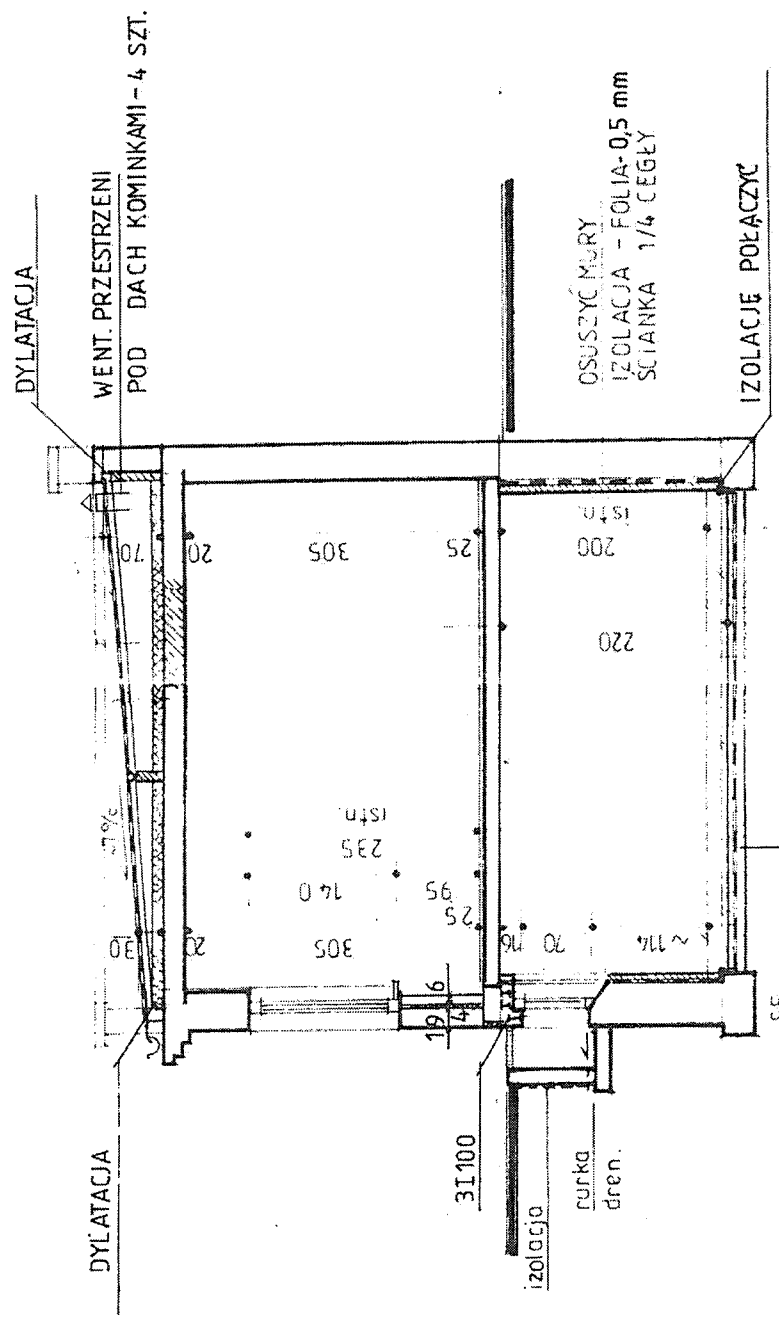 DYLATACJA
WENT. PRZESTRZENI
POD DACH KOMINKAMI - 4 SZT.
DYLATACJA
~7%
30
70
20
20
305
305
140
235
istn.
95
25
25
19 6
4
3I100
16
70
~114
220
200
istn.
izolacja
rurka
dren.
OSUSZYĆ MURY
IZOLACJA - FOLIA - 0,5 mm
ŚCIANKA 1/4 CEGŁY
IZOLACJĘ POŁĄCZYĆ